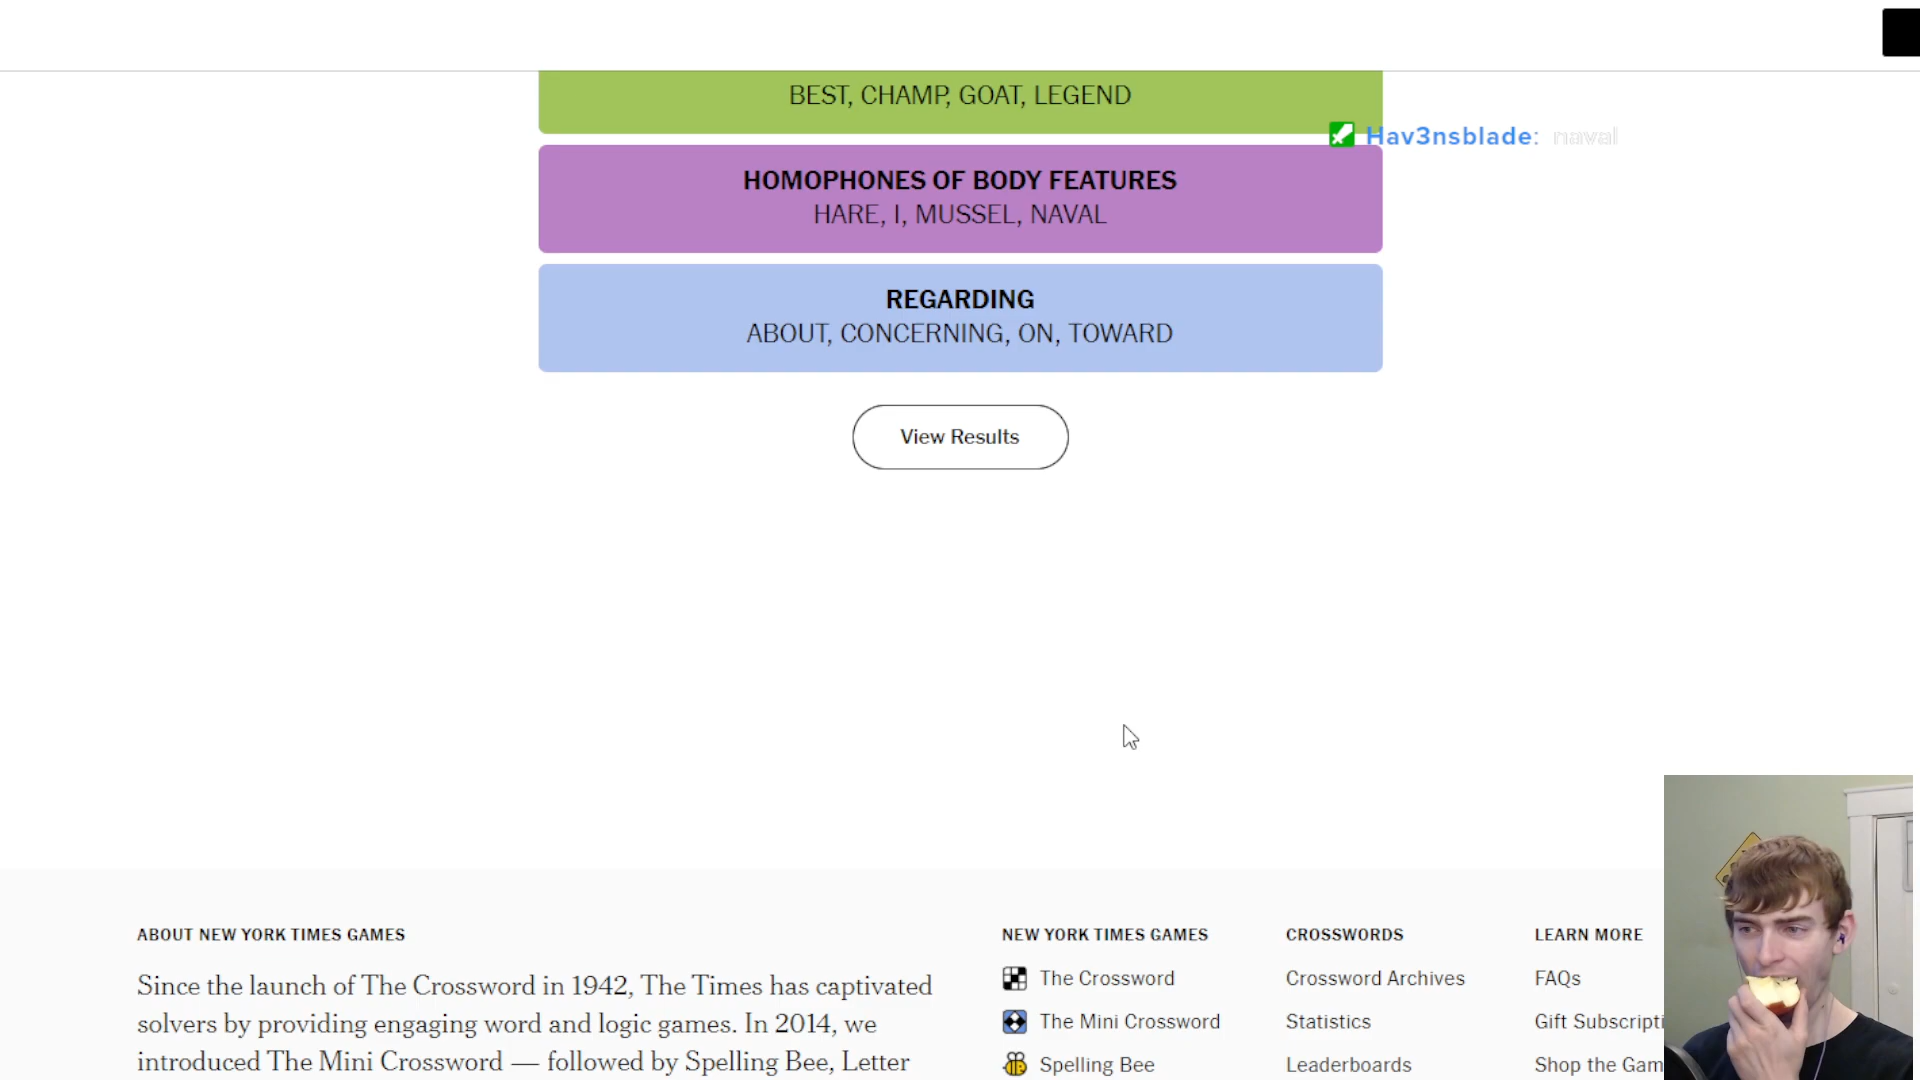 BEST, CHAMP, GOAT, LEGEND
Hav3nsblade: naval
HOMOPHONES OF BODY FEATURES
HARE, I, MUSSEL, NAVAL
REGARDING
ABOUT, CONCERNING, ON, TOWARD
View Results
ABOUT NEW YORK TIMES GAMES
Since the launch of The Crossword in 1942, The Times has captivated
solvers by providing engaging word and logic games. In 2014, we
introduced The Mini Crossword — followed by Spelling Bee, Letter
NEW YORK TIMES GAMES
The Crossword
The Mini Crossword
Spelling Bee
CROSSWORDS
Crossword Archives
Statistics
Leaderboards
LEARN MORE
FAQs
Gift Subscripti
Shop the Gam